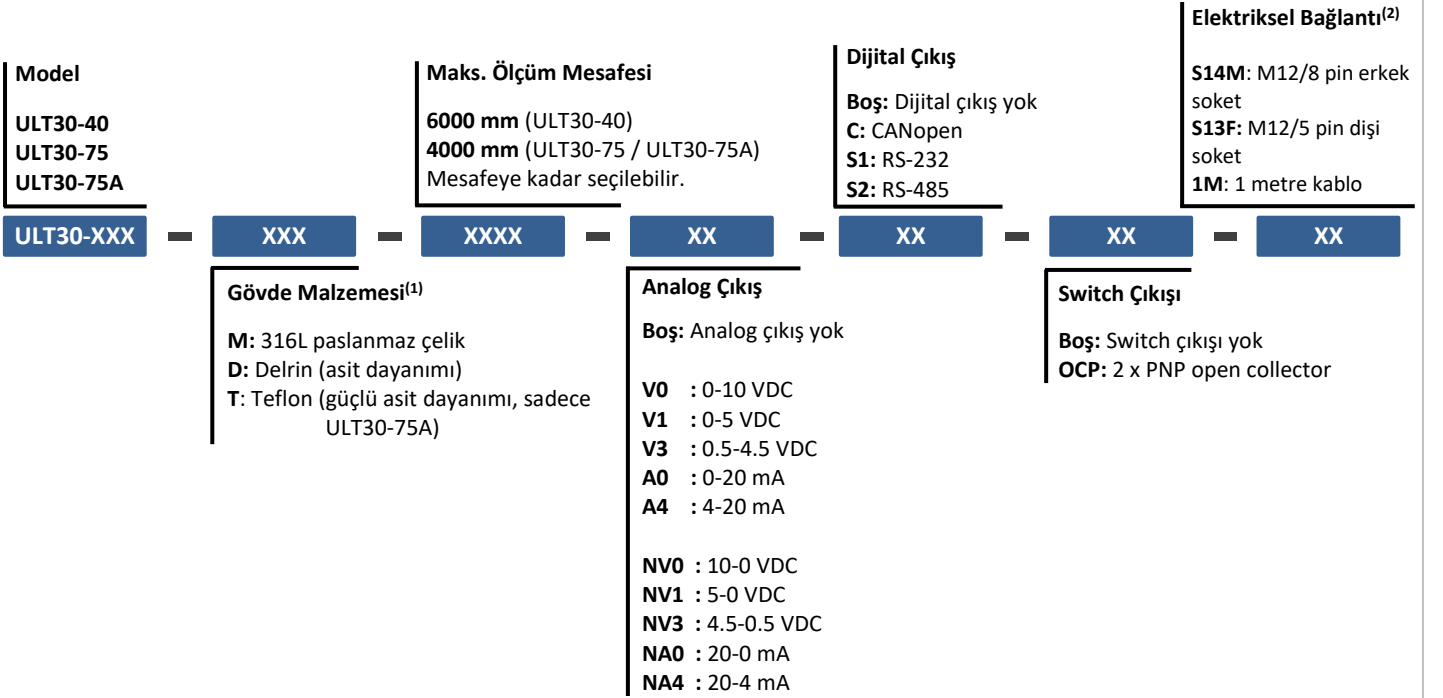 Model
ULT30-40
ULT30-75
ULT30-75A
Maks. Ölçüm Mesafesi
6000 mm (ULT30-40)
4000 mm (ULT30-75 / ULT30-75A)
Mesafeye kadar seçilebilir.
Dijital Çıkış
Boş: Dijital çıkış yok
C: CANopen
S1: RS-232
S2: RS-485
Elektriksel Bağlantı(2)
S14M: M12/8 pin erkek
soket
S13F: M12/5 pin dişi
soket
1M: 1 metre kablo
ULT30-XXX – XXX – XXXX – XX – XX – XX – XX
Gövde Malzemesi(1)
M: 316L paslanmaz çelik
D: Delrin (asit dayanımı)
T: Teflon (güçlü asit dayanımı, sadece
ULT30-75A)
Analog Çıkış
Boş: Analog çıkış yok
V0 : 0-10 VDC
V1 : 0-5 VDC
V3 : 0.5-4.5 VDC
A0 : 0-20 mA
A4 : 4-20 mA
NV0 : 10-0 VDC
NV1 : 5-0 VDC
NV3 : 4.5-0.5 VDC
NA0 : 20-0 mA
NA4 : 20-4 mA
Switch Çıkışı
Boş: Switch çıkışı yok
OCP: 2 x PNP open collector